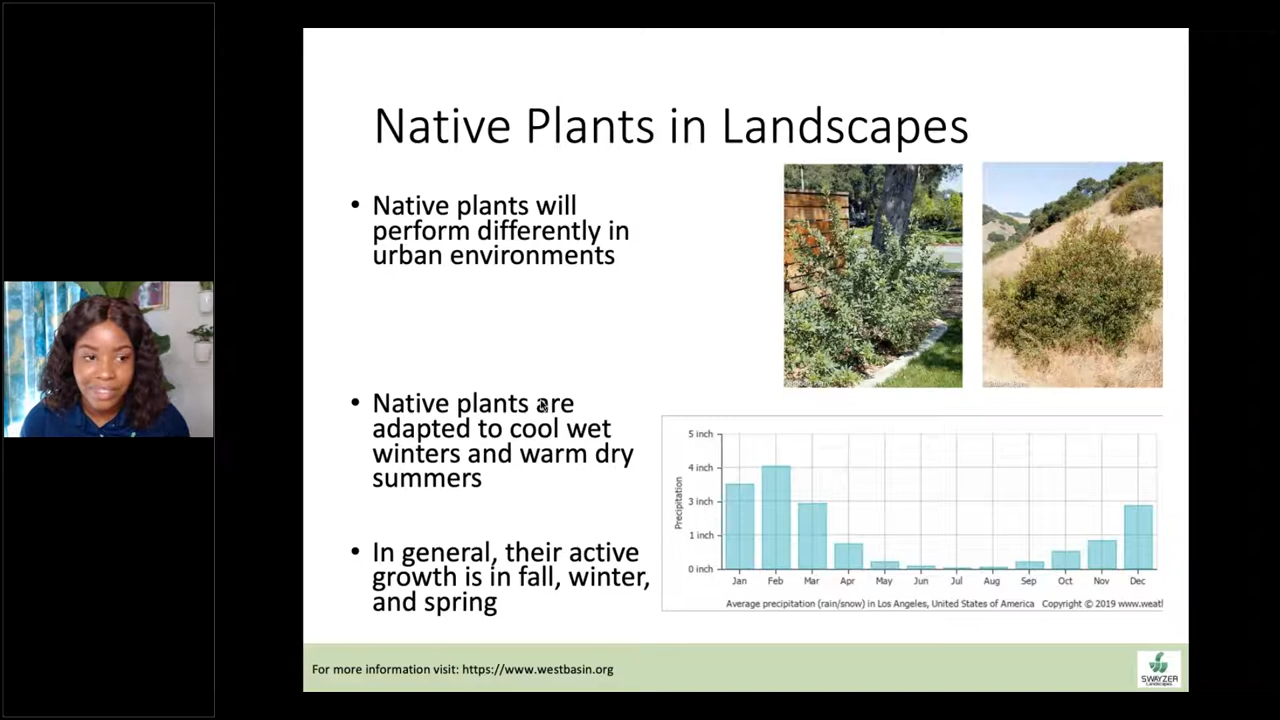 Native Plants in Landscapes
• Native plants will
perform differently in
urban environments
• Native plants are
adapted to cool wet
winters and warm dry
summers
• In general, their active
growth is in fall, winter,
and spring
5 inch
4 inch
3 inch
1 inch
0 inch
Precipitation
Jan Feb Mar Apr May Jun Jul Aug Sep Oct Nov Dec
Average precipitation (rain/snow) in Los Angeles, United States of America Copyright © 2019 www.weatl
For more information visit: https://www.westbasin.org
SWAYZER
Landscapes